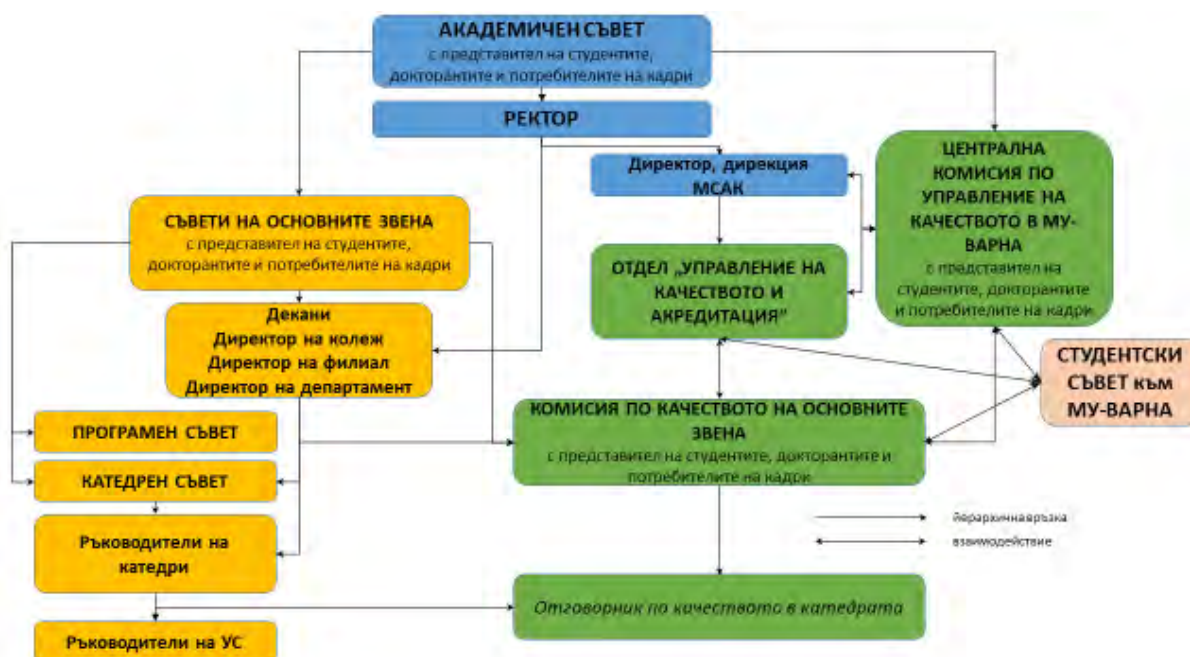 АКАДЕМИЧЕН СЪВЕТ
с представител на студентите,
докторантите и потребителите на кадри
РЕКТОР
Директор, дирекция
МСАК
ЦЕНТРАЛНА
КОМИСИЯ ПО
УПРАВЛЕНИЕ НА
КАЧЕСТВОТО В МУ-
ВАРНА
с представител на
студентите, докторантите
и потребителите на кадри
СЪВЕТИ НА ОСНОВНИТЕ ЗВЕНА
с представител на студентите,
докторантите и потребителите на кадри
ОТДЕЛ „УПРАВЛЕНИЕ НА
КАЧЕСТВОТО И
АКРЕДИТАЦИЯ”
Декани
Директор на колеж
Директор на филиал
Директор на департамент
СТУДЕНТСКИ
СЪВЕТ към
МУ-ВАРНА
КОМИСИЯ ПО КАЧЕСТВОТО НА ОСНОВНИТЕ
ЗВЕНА
с представител на студентите, докторантите и
потребителите на кадри
ПРОГРАМЕН СЪВЕТ
КАТЕДРЕН СЪВЕТ
Ръководители на
катедри
йерархична връзка
взаимодействие
Отговорник по качеството в катедрата
Ръководители на УС